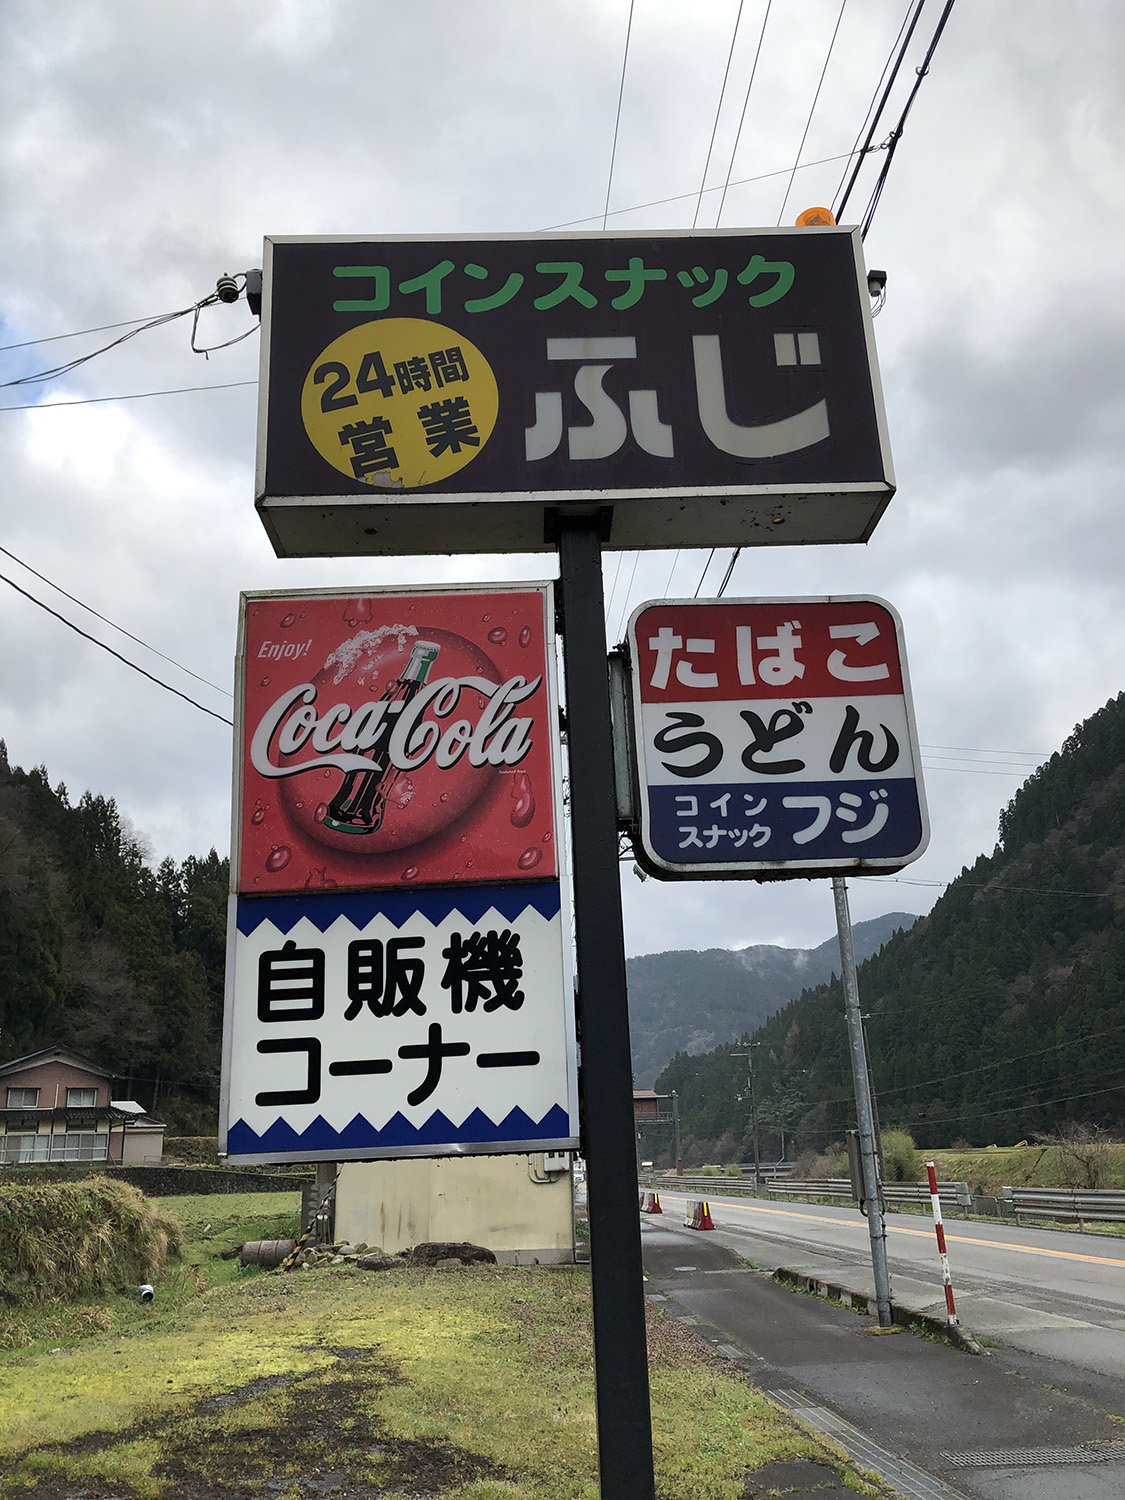 コインスナック
24時間
営業
ふじ
Enjoy!
Coca-Cola
自販機
コーナー
たばこ
うどん
コイン
スナック
フジ